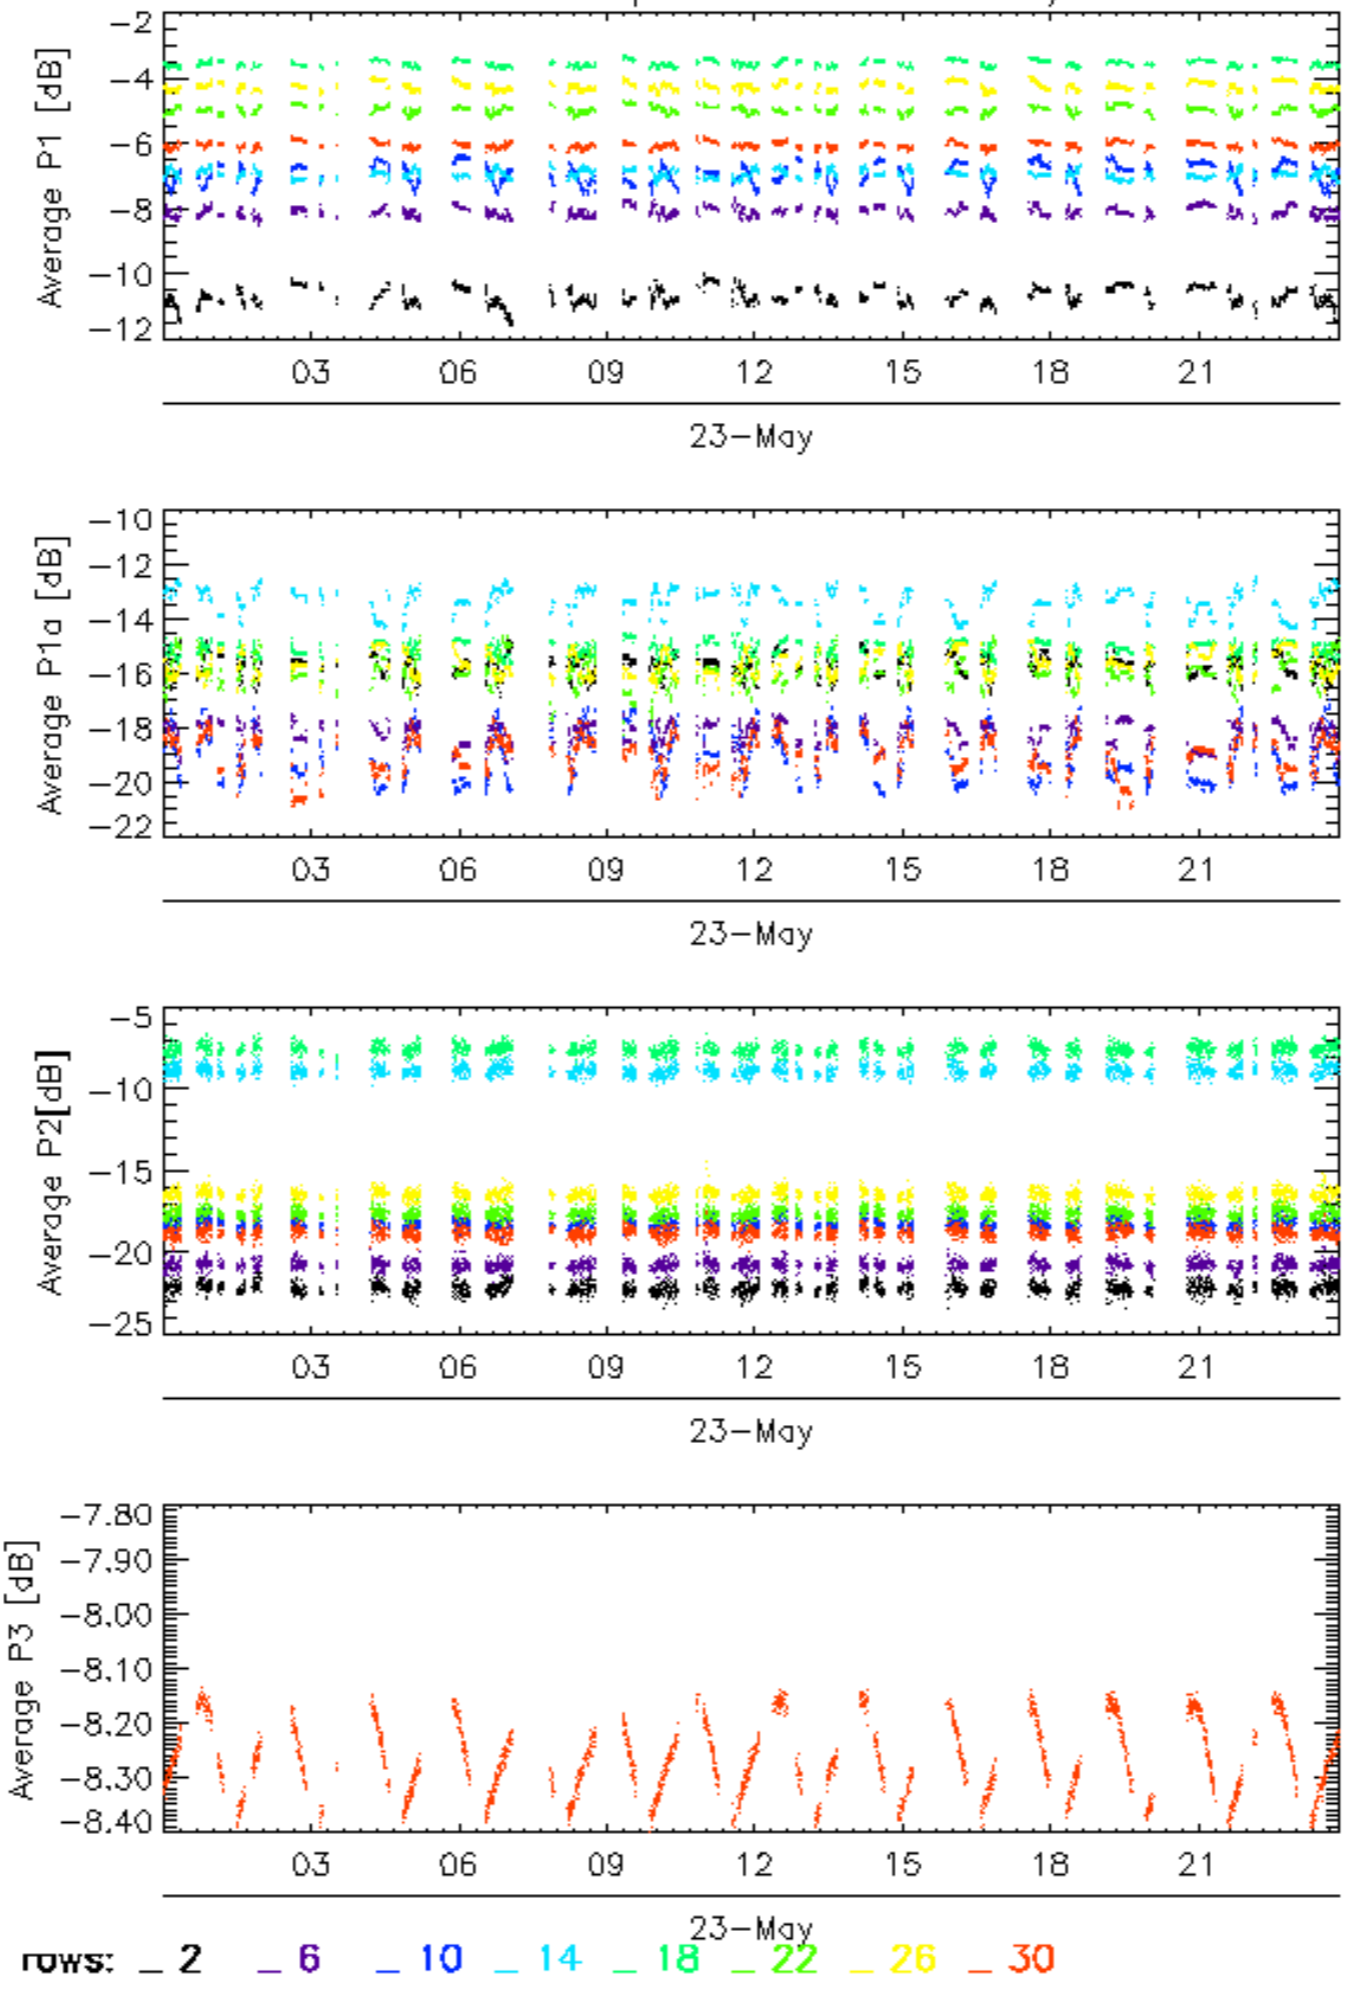 Average P1 [dB]
-2
-4
-6
-8
-10
-12
03 06 09 12 15 18 21
23-May
Average P1a [dB]
-10
-12
-14
-16
-18
-20
-22
03 06 09 12 15 18 21
23-May
Average P2[dB]
-5
-10
-15
-20
-25
03 06 09 12 15 18 21
23-May
Average P3 [dB]
-7.80
-7.90
-8.00
-8.10
-8.20
-8.30
-8.40
03 06 09 12 15 18 21
23-May
rows: _ 2 _ 6 _ 10 _ 14 _ 18 _ 22 _ 26 _ 30